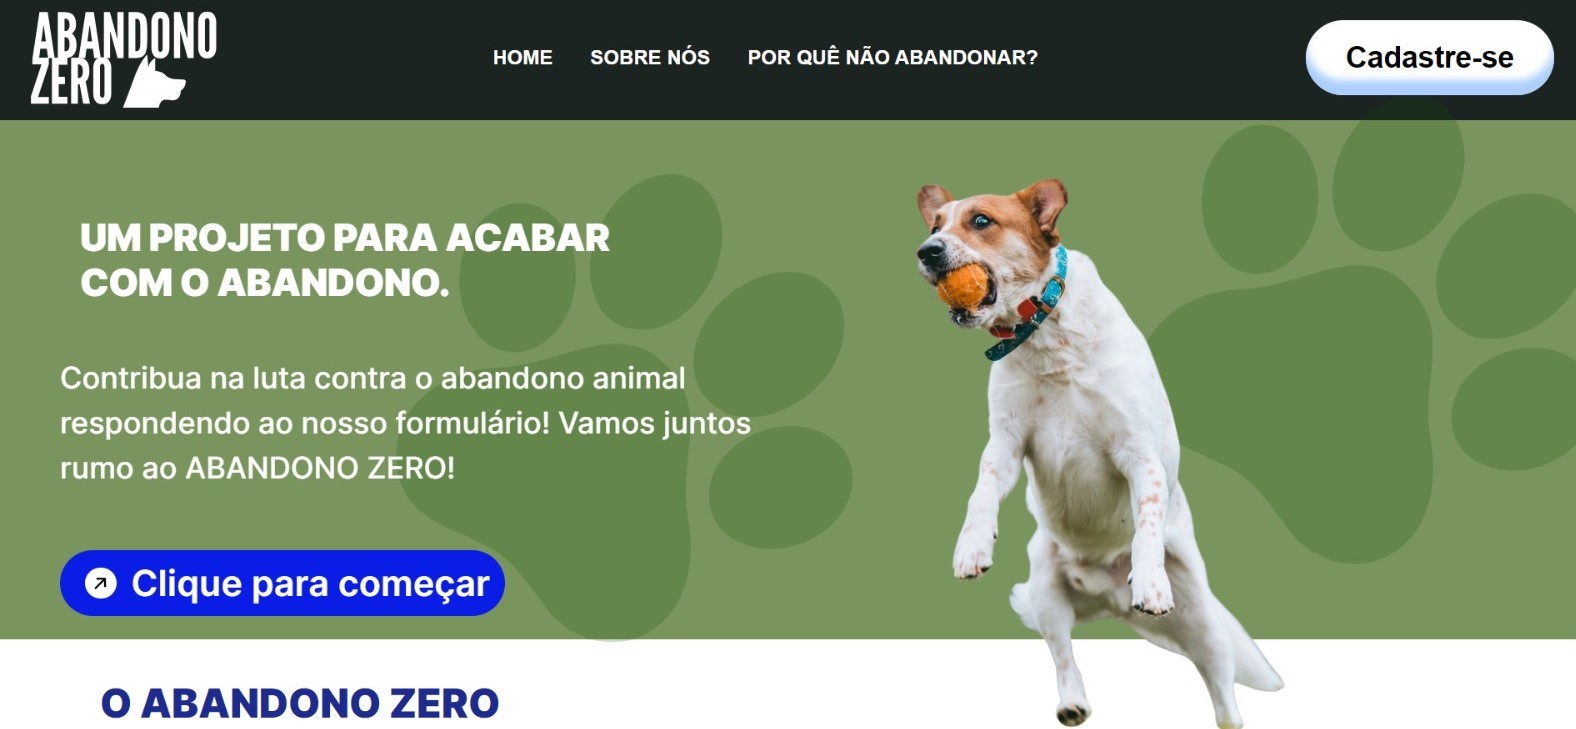 ABANDONO
ZERO
HOME SOBRE NÓS POR QUÊ NÃO ABANDONAR?
Cadastre-se
UM PROJETO PARA ACABAR
COM O ABANDONO.
Contribua na luta contra o abandono animal
respondendo ao nosso formulário! Vamos juntos
rumo ao ABANDONO ZERO!
Clique para começar
O ABANDONO ZERO